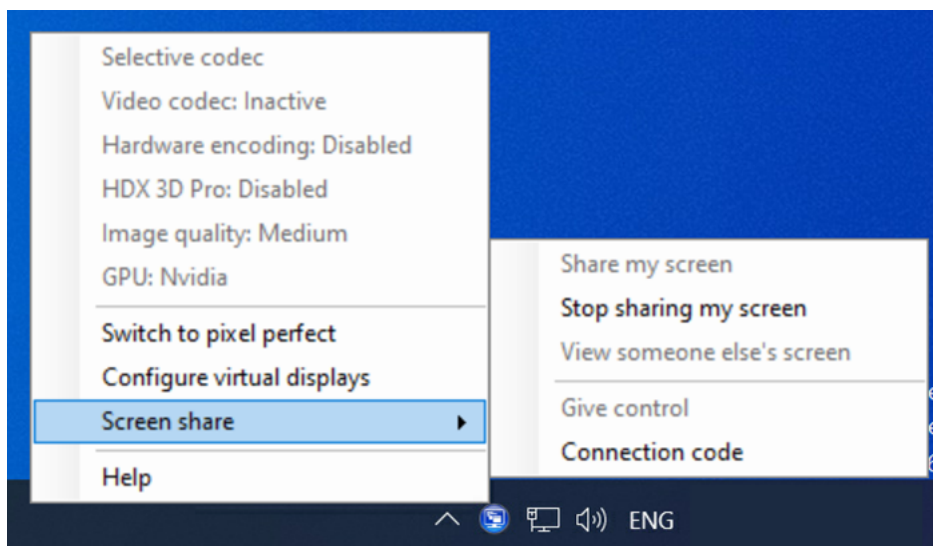 Selective codec
Video codec: Inactive
Hardware encoding: Disabled
HDX 3D Pro: Disabled
Image quality: Medium
GPU: Nvidia
Switch to pixel perfect
Configure virtual displays
Screen share
Help
Share my screen
Stop sharing my screen
View someone else's screen
Give control
Connection code
ENG